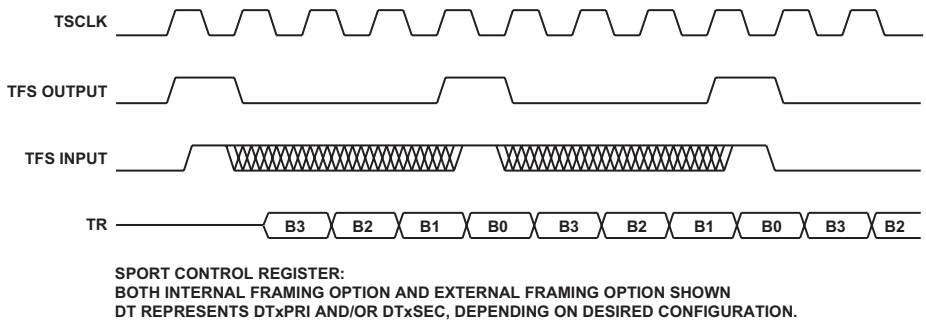 TSCLK
TFS OUTPUT
TFS INPUT
TR B3 B2 B1 B0 B3 B2 B1 B0 B3 B2
SPORT CONTROL REGISTER:
BOTH INTERNAL FRAMING OPTION AND EXTERNAL FRAMING OPTION SHOWN
DT REPRESENTS DTxPRI AND/OR DTxSEC, DEPENDING ON DESIRED CONFIGURATION.